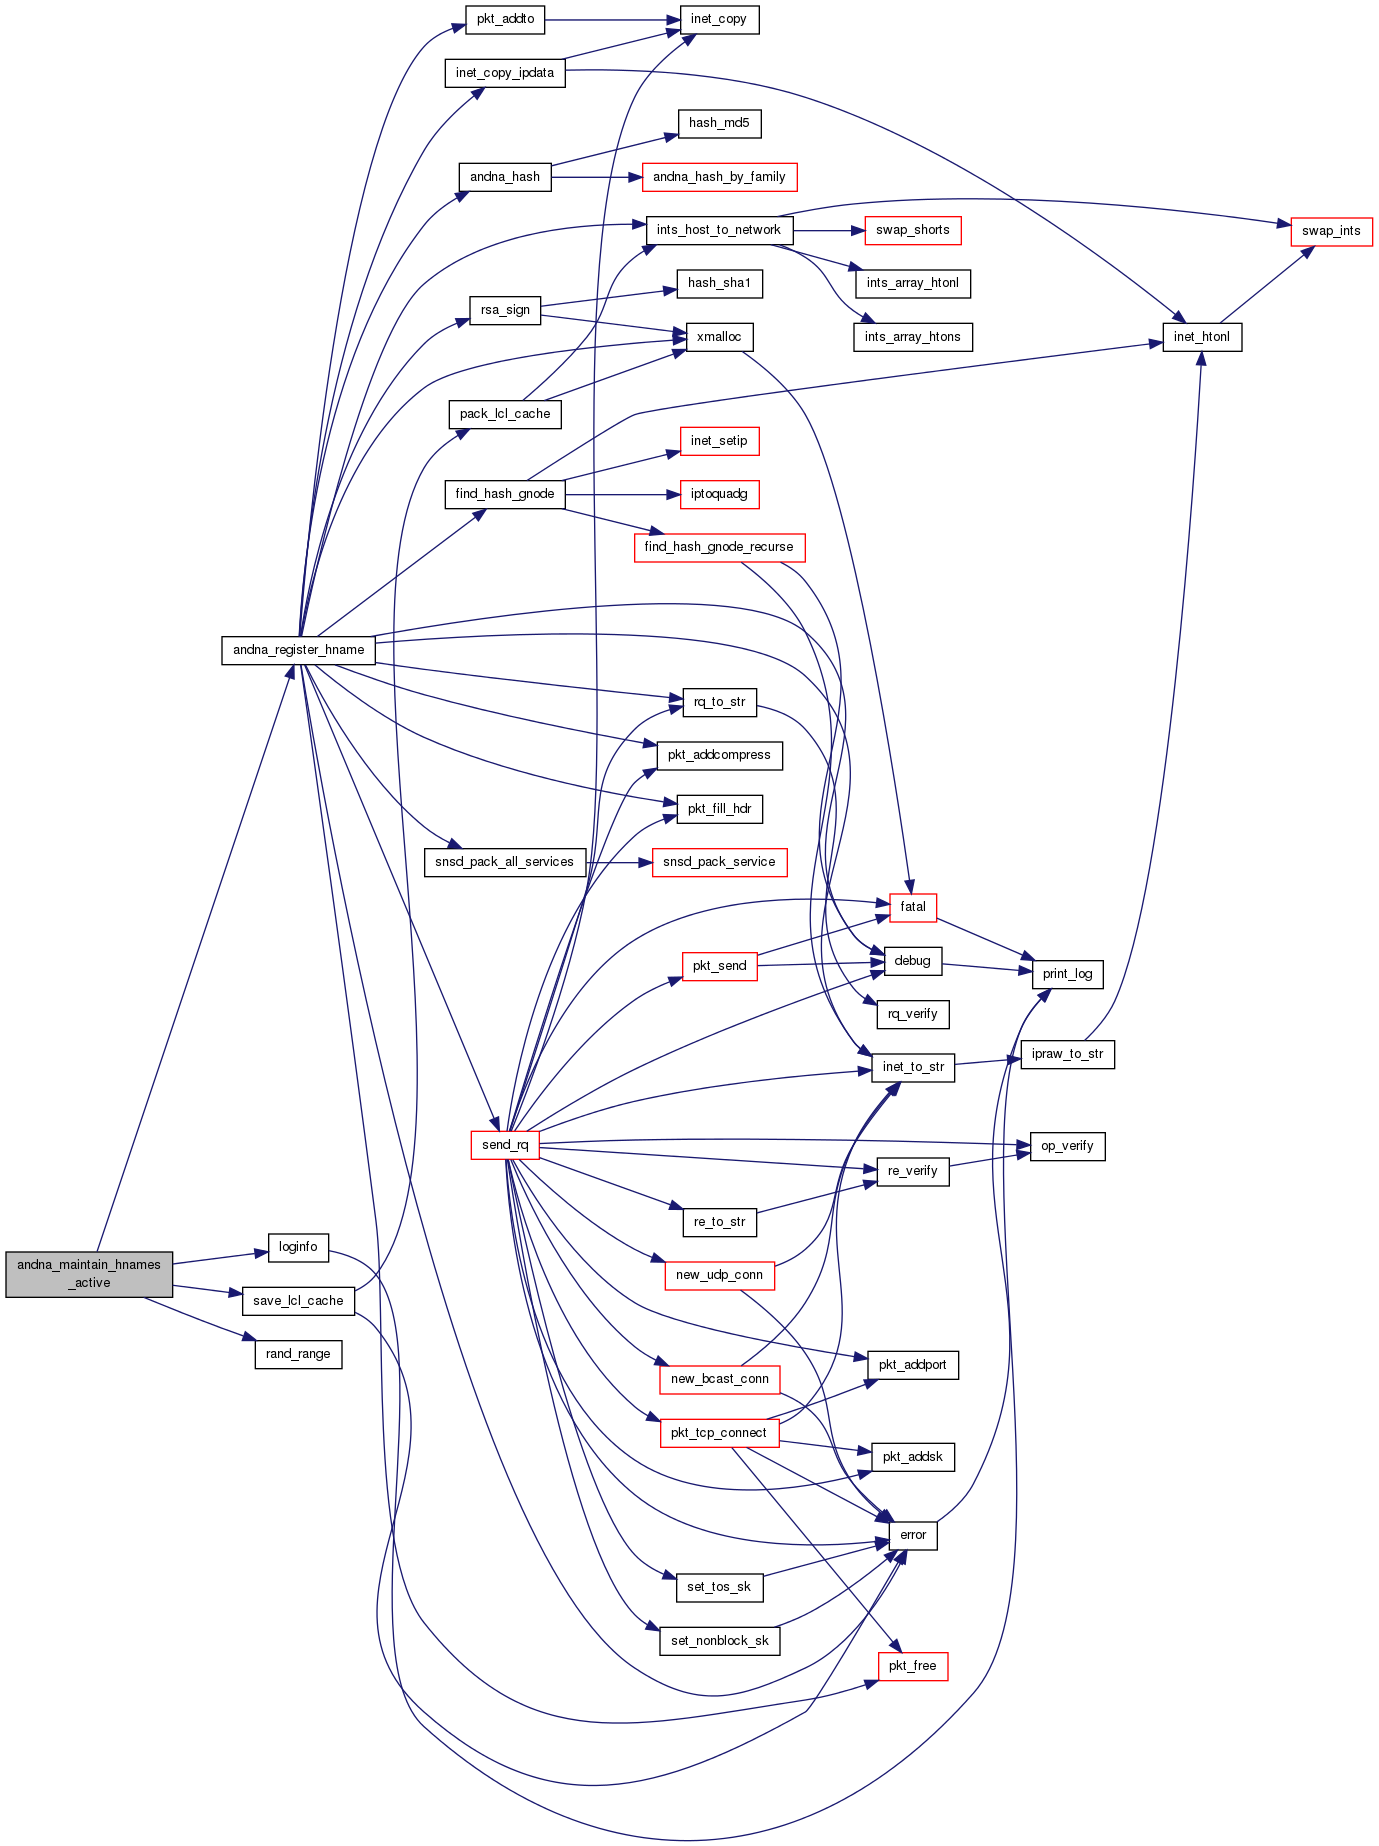 pkt_addto
inet_copy
inet_copy_ipdata
hash_md5
andna_hash
andna_hash_by_family
ints_host_to_network
swap_shorts
swap_ints
hash_sha1
ints_array_htonl
rsa_sign
xmalloc
ints_array_htons
inet_htonl
pack_lcl_cache
inet_setip
find_hash_gnode
iptoquadg
find_hash_gnode_recurse
andna_register_hname
rq_to_str
pkt_addcompress
pkt_fill_hdr
snsd_pack_all_services
snsd_pack_service
fatal
pkt_send
debug
print_log
rq_verify
inet_to_str
ipraw_to_str
send_rq
op_verify
re_verify
re_to_str
loginfo
andna_maintain_hnames
_active
new_udp_conn
save_lcl_cache
rand_range
pkt_addport
new_bcast_conn
pkt_tcp_connect
pkt_addsk
error
set_tos_sk
set_nonblock_sk
pkt_free